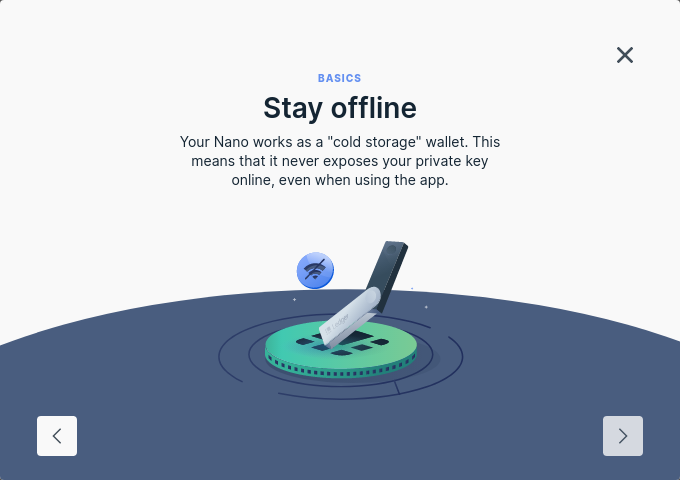 BASICS
Stay offline
Your Nano works as a "cold storage" wallet. This
means that it never exposes your private key
online, even when using the app.
Ledger